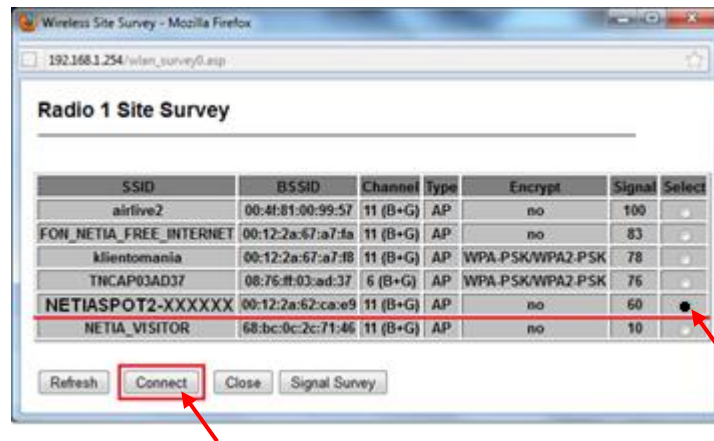 Wireless Site Survey - Mozilla Firefox
192.168.1.254/wlan_survey0.asp
Radio 1 Site Survey
SSID BSSID Channel Type Encrypt Signal Select
airlive2 00:4f:81:00:99:57 11 (B+G) AP no 100
FON_NETIA_FREE_INTERNET 00:12:2a:67:a7:fa 11 (B+G) AP no 83
klientomania 00:12:2a:67:a7:f8 11 (B+G) AP WPA-PSK/WPA2-PSK 78
TNCAP03AD37 08:76:ff:03:ad:37 6 (B+G) AP WPA-PSK/WPA2-PSK 76
NETIASPOT2-XXXXXX 00:12:2a:62:ca:e9 11 (B+G) AP no 60
NETIA_VISITOR 68:bc:0c:2c:71:46 11 (B+G) AP no 10
Refresh Connect Close Signal Survey